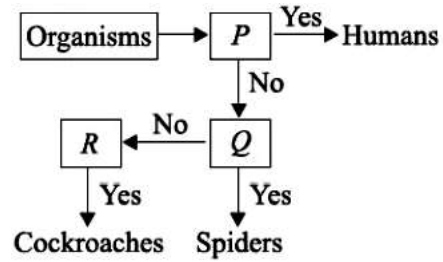 Organisms
P
Yes
Humans
No
R
No
Q
Yes
Yes
Cockroaches
Spiders